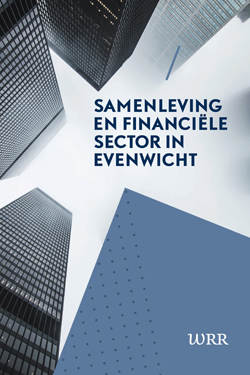 SAMENLEVING
EN FINANCIËLE
SECTOR IN
EVENWICHT
WRR